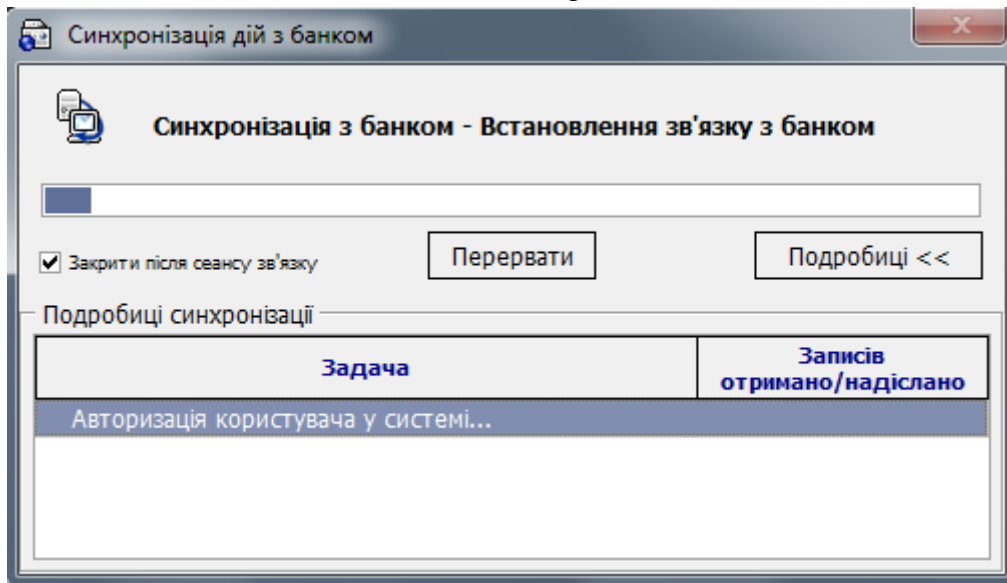 Синхронізація дій з банком
Синхронізація з банком - Встановлення зв'язку з банком
Закрити після сеансу зв'язку
Перервати
Подробиці <<
Подробиці синхронізації
Задача
Записів
отримано/надіслано
Авторизація користувача у системі...